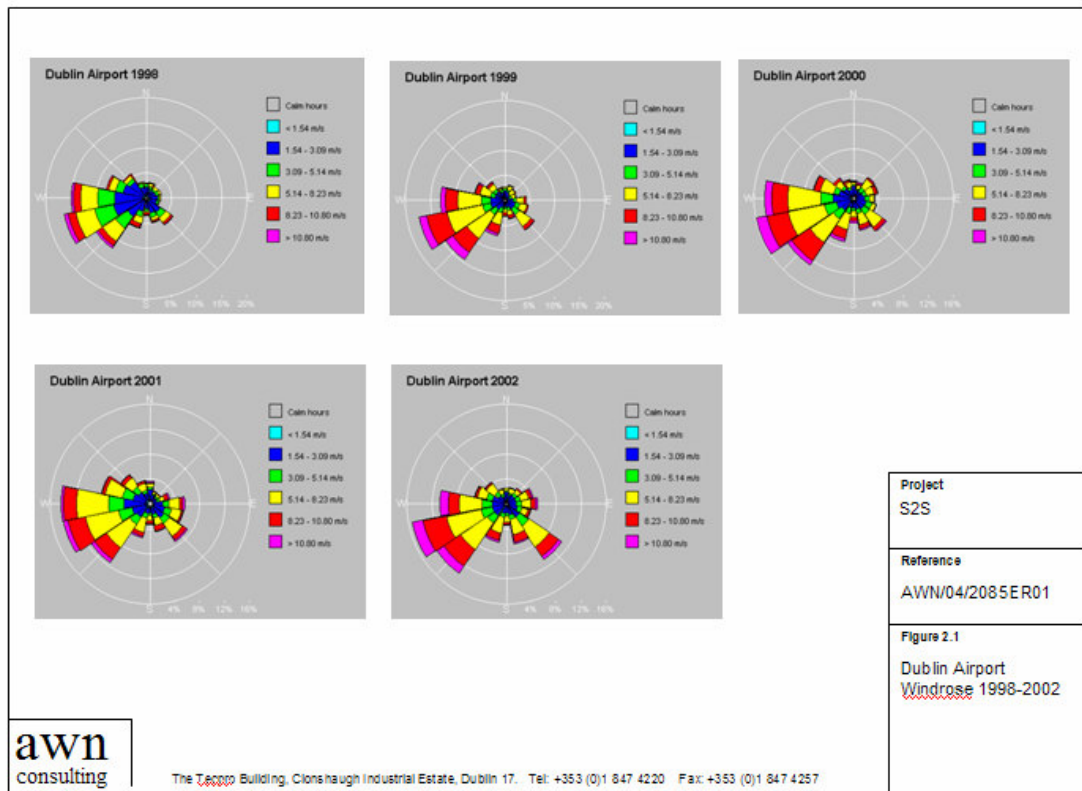 Dublin Airport 1998
N
W
E
S
5% 10% 15% 20%
Calm hours
< 1.54 m/s
1.54 - 3.09 m/s
3.09 - 5.14 m/s
5.14 - 8.23 m/s
8.23 - 10.80 m/s
> 10.80 m/s
Dublin Airport 1999
N
W
E
S
5% 10% 15% 20%
Calm hours
< 1.54 m/s
1.54 - 3.09 m/s
3.09 - 5.14 m/s
5.14 - 8.23 m/s
8.23 - 10.80 m/s
> 10.80 m/s
Dublin Airport 2000
N
W
E
S
4% 8% 12% 16%
Calm hours
< 1.54 m/s
1.54 - 3.09 m/s
3.09 - 5.14 m/s
5.14 - 8.23 m/s
8.23 - 10.80 m/s
> 10.80 m/s
Dublin Airport 2001
N
W
E
S
4% 8% 12% 16%
Calm hours
< 1.54 m/s
1.54 - 3.09 m/s
3.09 - 5.14 m/s
5.14 - 8.23 m/s
8.23 - 10.80 m/s
> 10.80 m/s
Dublin Airport 2002
N
W
E
S
4% 8% 12% 16%
Calm hours
< 1.54 m/s
1.54 - 3.09 m/s
3.09 - 5.14 m/s
5.14 - 8.23 m/s
8.23 - 10.80 m/s
> 10.80 m/s
Project
S2S
Reference
AWN/04/2085ER01
Figure 2.1
Dublin Airport
Windrose 1998-2002
awn
consulting
The Tecpro Building, Clonshaugh Industrial Estate, Dublin 17. Tel: +353 (0)1 847 4220 Fax: +353 (0)1 847 4257